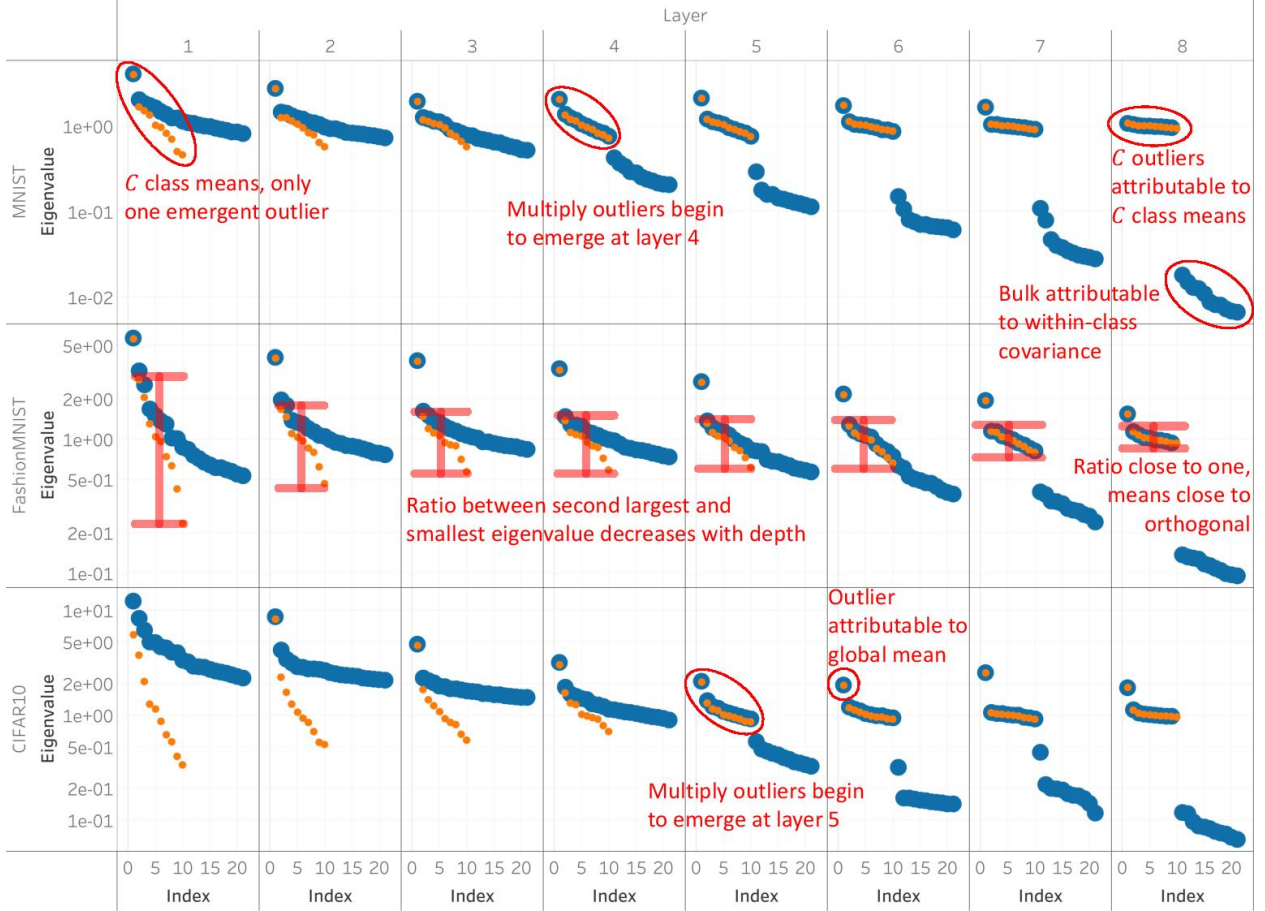 Layer
1 2 3 4 5 6 7 8
MNIST
Eigenvalue
1e+00
1e-01
1e-02
C class means, only
one emergent outlier
Multiply outliers begin
to emerge at layer 4
C outliers
attributable to
C class means
Bulk attributable
to within-class
covariance
FashionMNIST
Eigenvalue
5e+00
2e+00
1e+00
5e-01
2e-01
1e-01
Ratio between second largest and
smallest eigenvalue decreases with depth
Ratio close to one,
means close to
orthogonal
CIFAR10
Eigenvalue
1e+01
5e+00
2e+00
1e+00
5e-01
2e-01
1e-01
Outlier
attributable to
global mean
Multiply outliers begin
to emerge at layer 5
0 5 10 15 20 0 5 10 15 20 0 5 10 15 20 0 5 10 15 20 0 5 10 15 20 0 5 10 15 20 0 5 10 15 20 0 5 10 15 20
Index Index Index Index Index Index Index Index